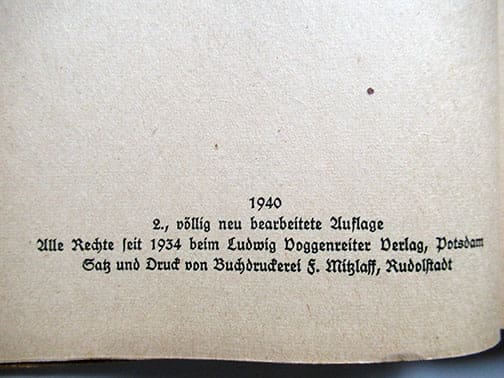 1940
2., völlig neu bearbeitete Auflage
Alle Rechte seit 1934 beim Ludwig Voggenreiter Verlag, Potsdam
Satz und Druck von Buchdruckerei F. Mitzlaff, Rudolstadt